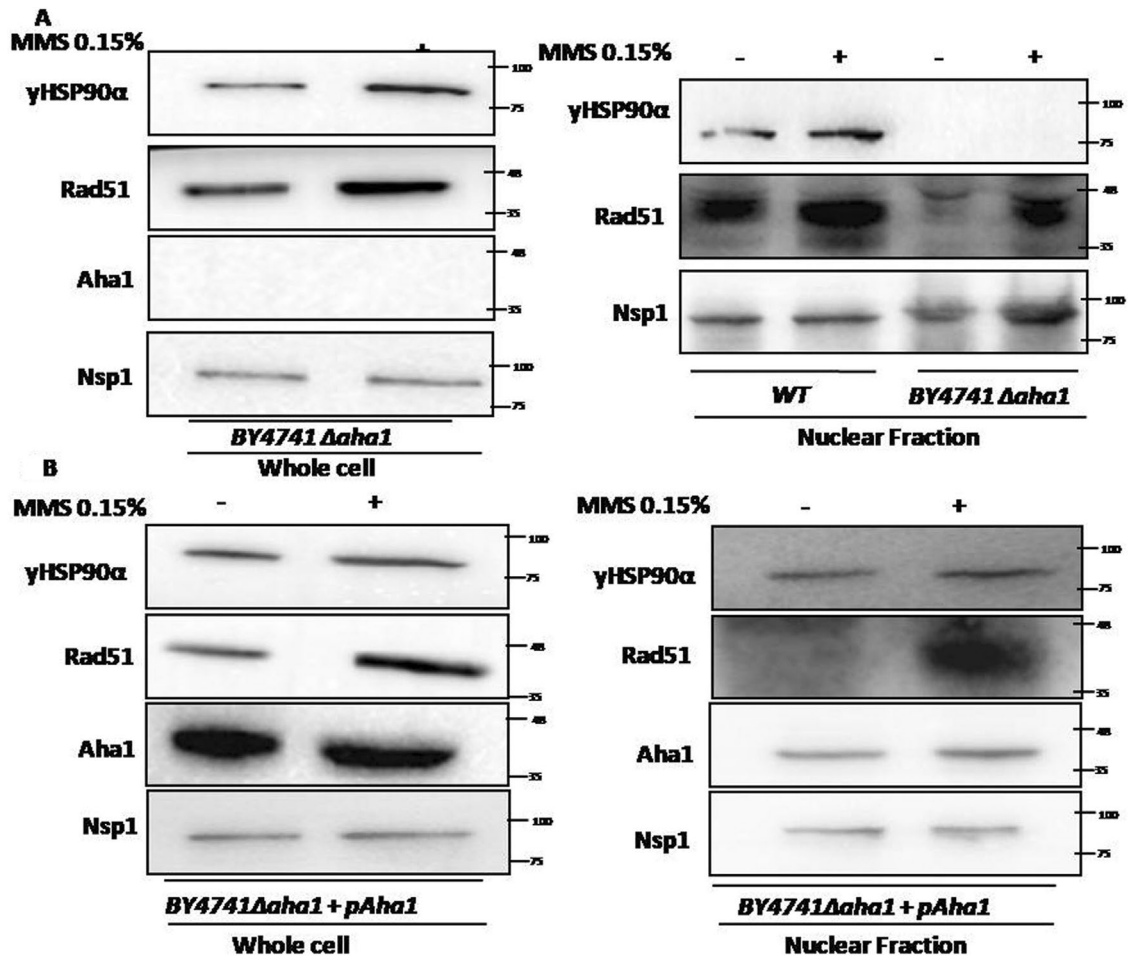 A
MMS 0.15% +
yHSP90α 100
75
Rad51 48
35
Aha1 48
35
Nsp1 100
75
BY4741 Δaha1
Whole cell
MMS 0.15% - + - +
yHSP90α 100
75
Rad51 48
35
Nsp1 100
75
WT BY4741 Δaha1
Nuclear Fraction
B
MMS 0.15% - +
yHSP90α 100
75
Rad51 48
35
Aha1 48
35
Nsp1 100
75
BY4741Δaha1 + pAha1
Whole cell
MMS 0.15% - +
yHSP90α 100
75
Rad51 48
35
Aha1 48
35
Nsp1 100
75
BY4741Δaha1 + pAha1
Nuclear Fraction